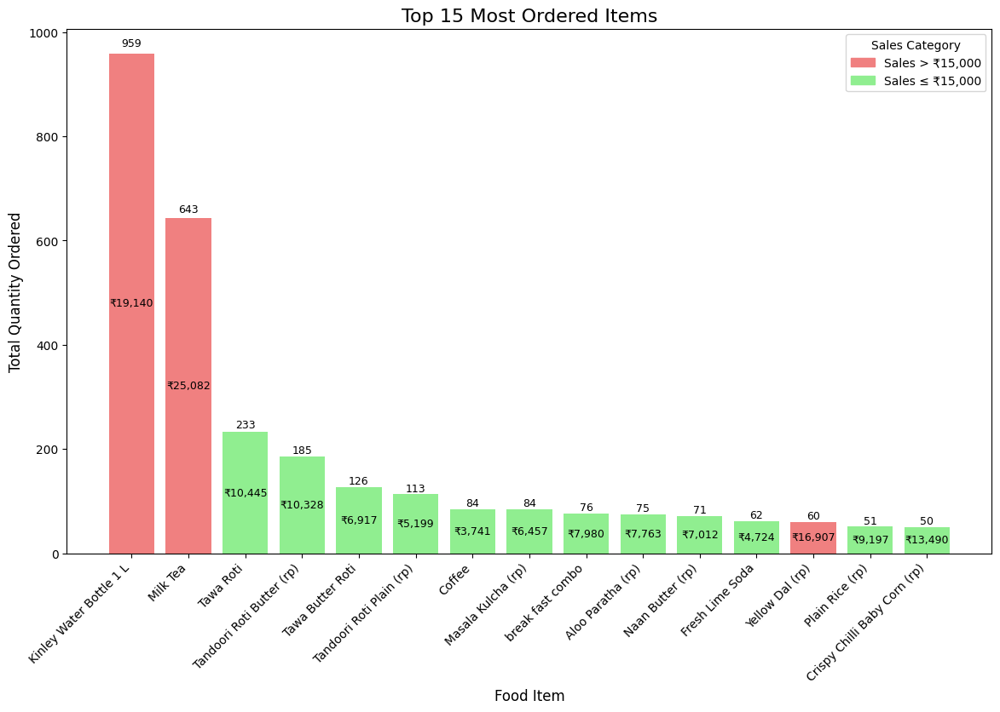 Top 15 Most Ordered Items
Total Quantity Ordered
1000
800
600
400
200
0
Sales Category
Sales > ₹15,000
Sales ≤ ₹15,000
959
643
233
185
126
113
84
84
76
75
71
62
60
51
50
₹19,140
₹25,082
₹10,445
₹10,328
₹6,917
₹5,199
₹3,741
₹6,457
₹7,980
₹7,763
₹7,012
₹4,724
₹16,907
₹9,197
₹13,490
Kinley Water Bottle 1 L
Milk Tea
Tawa Roti
Tandoori Roti Butter (rp)
Tawa Butter Roti
Tandoori Roti Plain (rp)
Coffee
Masala Kulcha (rp)
break fast combo
Aloo Paratha (rp)
Naan Butter (rp)
Fresh Lime Soda
Yellow Dal (rp)
Plain Rice (rp)
Crispy Chilli Baby Corn (rp)
Food Item